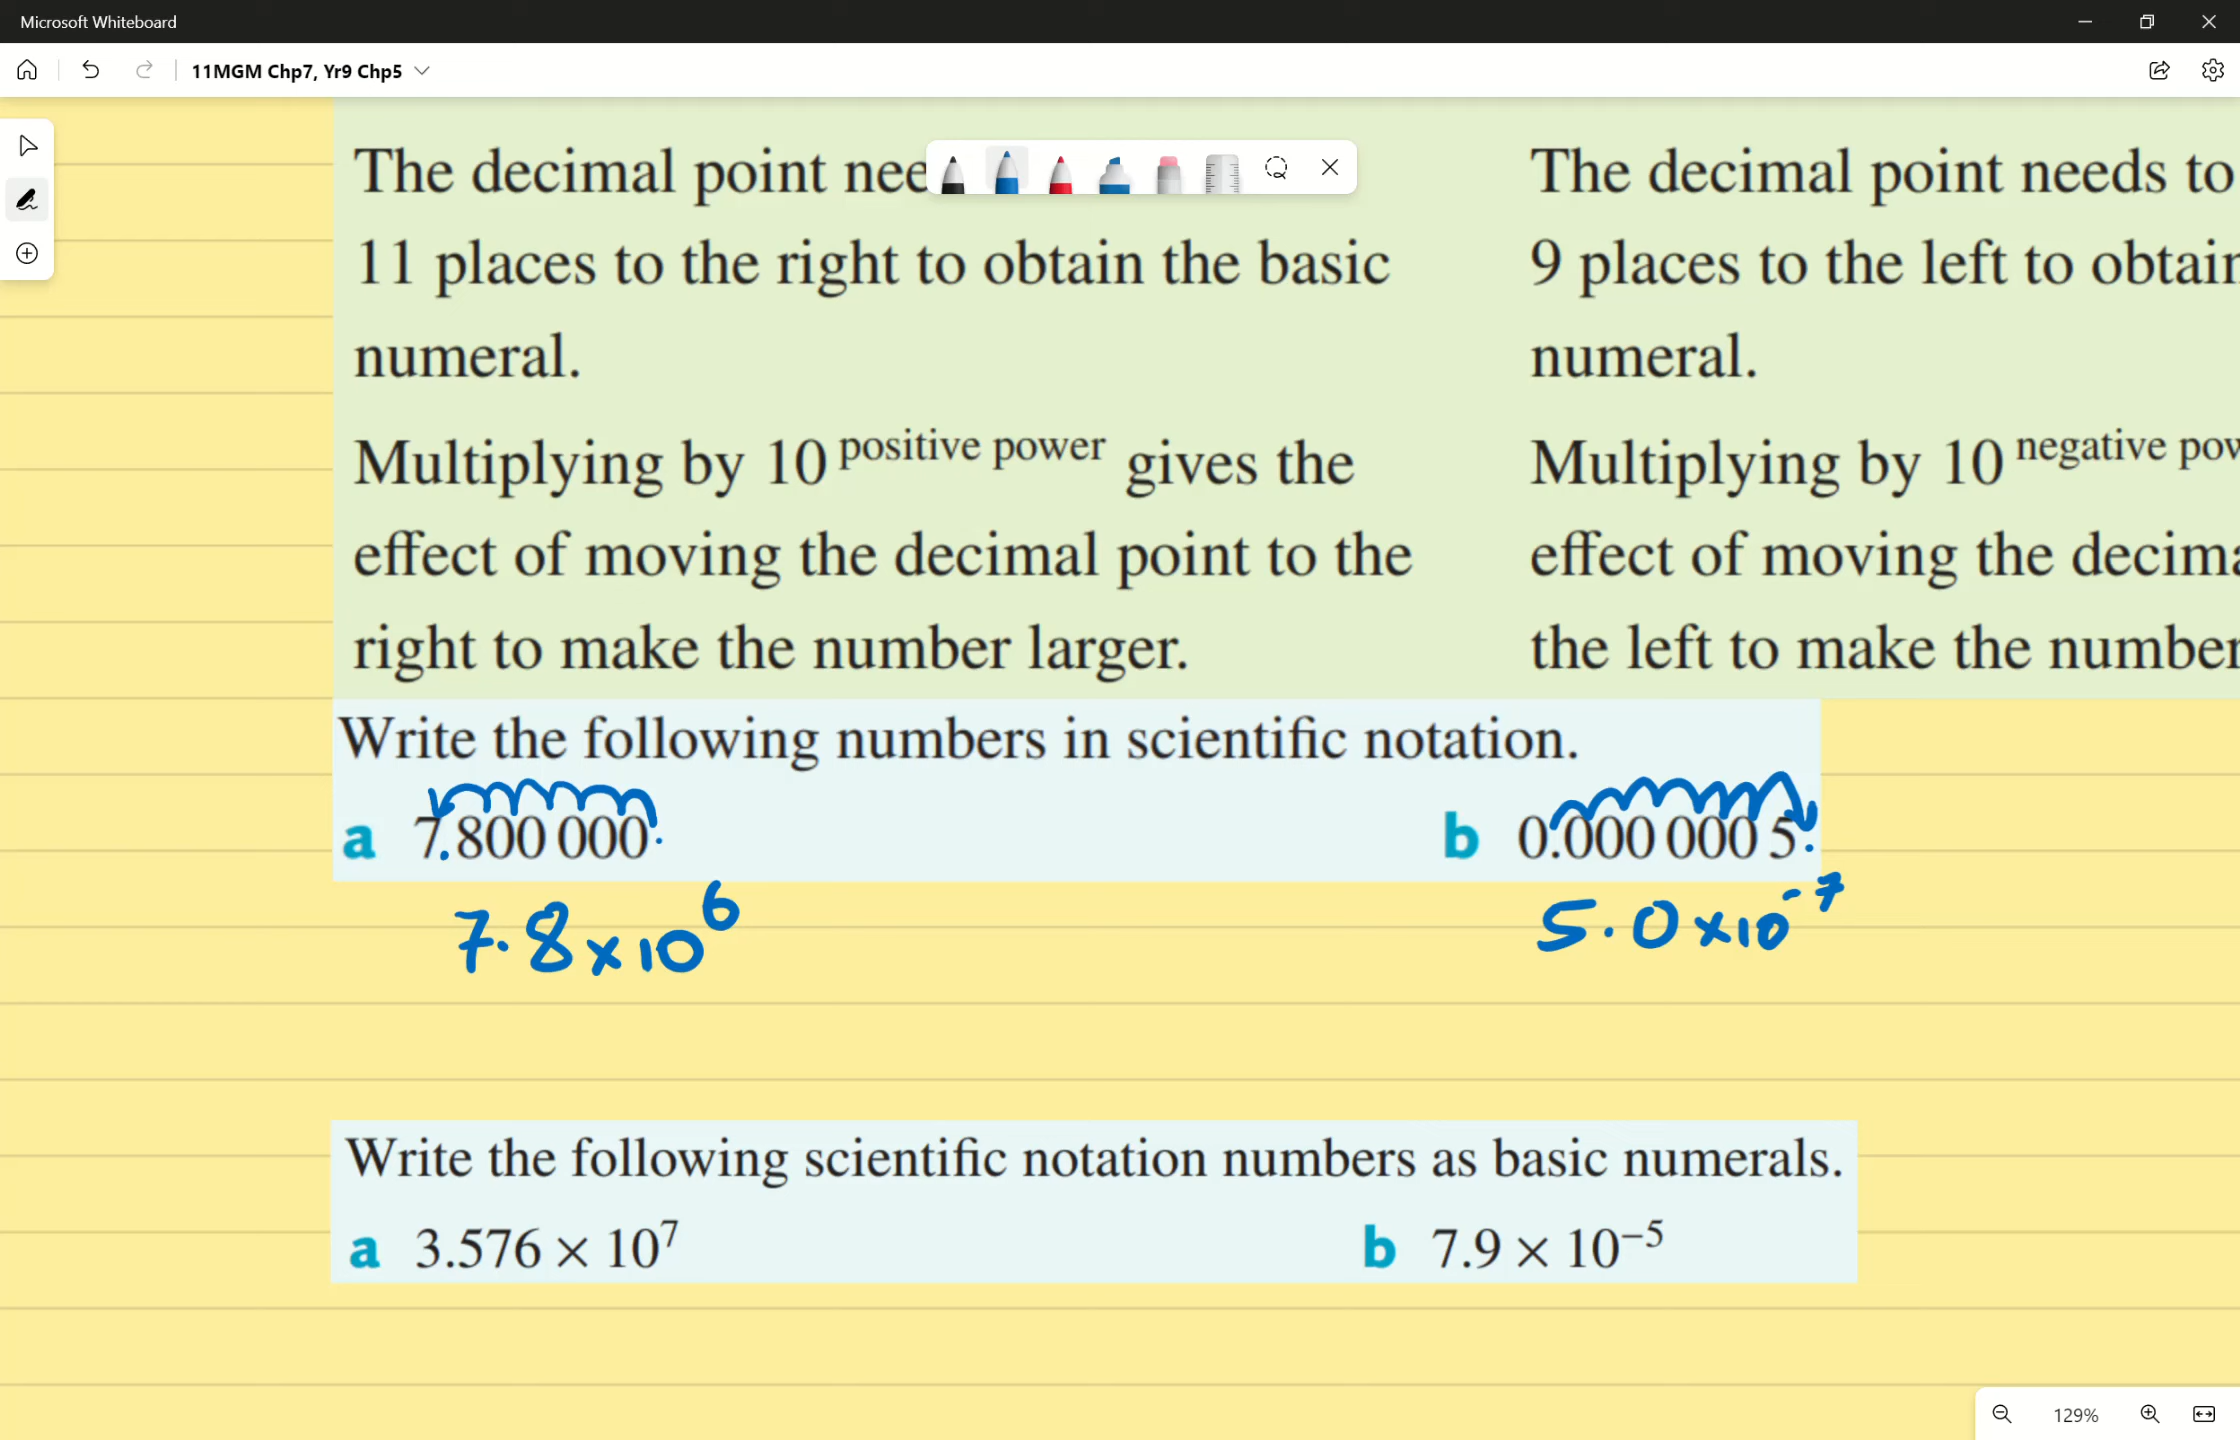 Microsoft Whiteboard
11MGM Chp7, Yr9 Chp5
The decimal point nee
11 places to the right to obtain the basic
numeral.
Multiplying by 10 positive power gives the
effect of moving the decimal point to the
right to make the number larger.
The decimal point needs to
9 places to the left to obtain
numeral.
Multiplying by 10 negative pow
effect of moving the decima
the left to make the number
Write the following numbers in scientific notation.
a 7.800 000.
b 0.000 000 5.
7.8 x 10⁶
5.0 x 10⁻⁷
Write the following scientific notation numbers as basic numerals.
a 3.576 × 10⁷
b 7.9 × 10⁻⁵
129%